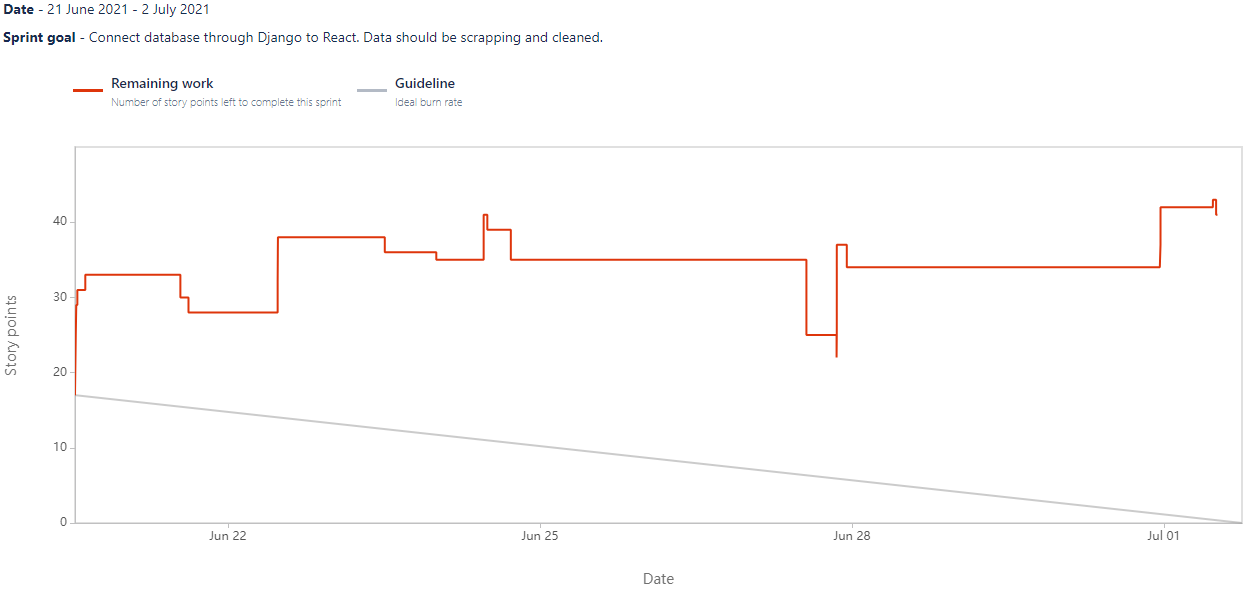 Date - 21 June 2021 - 2 July 2021
Sprint goal - Connect database through Django to React. Data should be scrapping and cleaned.
Remaining work
Number of story points left to complete this sprint
Guideline
Ideal burn rate
Story points
40
30
20
10
0
Jun 22
Jun 25
Jun 28
Jul 01
Date